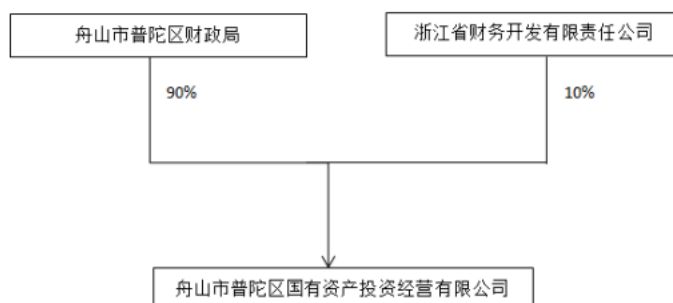 舟山市普陀区财政局
浙江省财务开发有限责任公司
90%
10%
舟山市普陀区国有资产投资经营有限公司